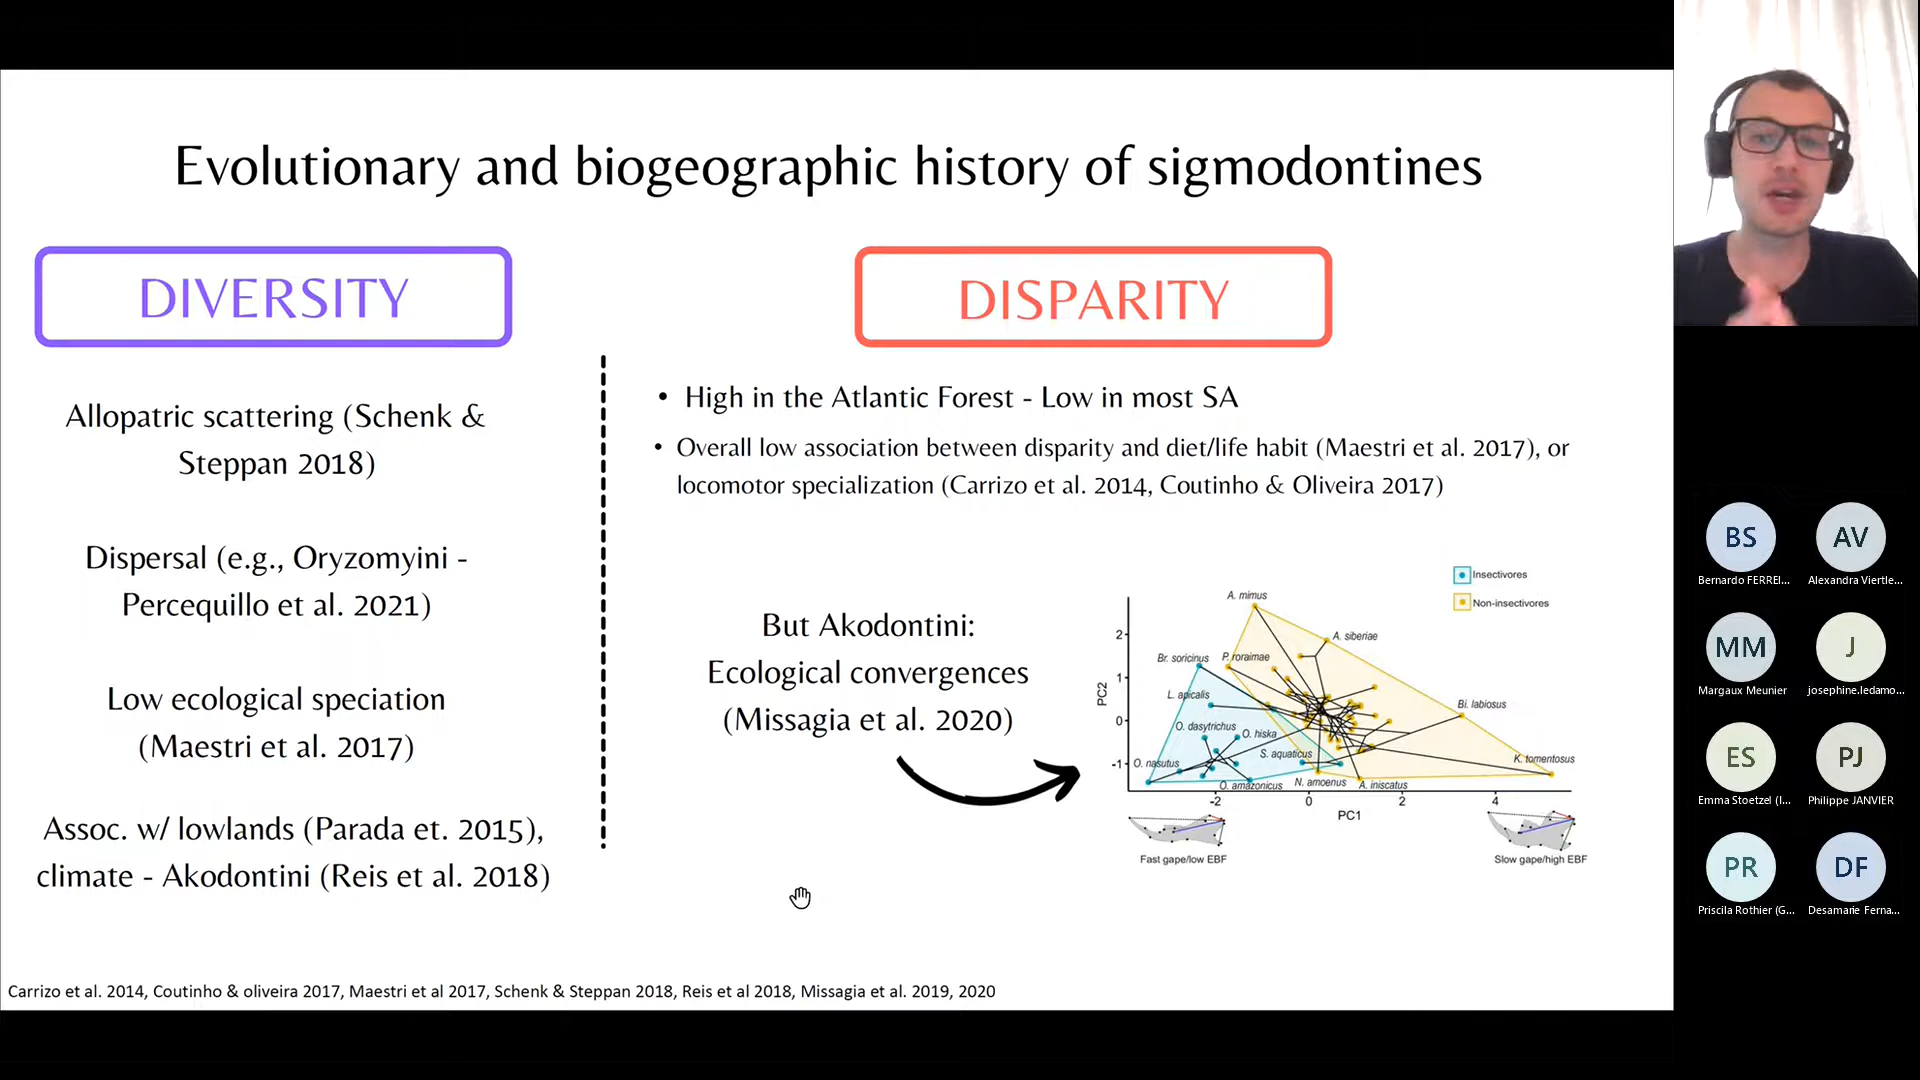 Evolutionary and biogeographic history of sigmodontines
DIVERSITY
Allopatric scattering (Schenk &
Steppan 2018)
Dispersal (e.g., Oryzomyini -
Percequillo et al. 2021)
Low ecological speciation
(Maestri et al. 2017)
Assoc. w/ lowlands (Parada et. 2015),
climate - Akodontini (Reis et al. 2018)
DISPARITY
• High in the Atlantic Forest - Low in most SA
• Overall low association between disparity and diet/life habit (Maestri et al. 2017), or
locomotor specialization (Carrizo et al. 2014, Coutinho & Oliveira 2017)
But Akodontini:
Ecological convergences
(Missagia et al. 2020)
Insectivores
Non-insectivores
A. mimus
A. siberiae
Br. soricinus
P. roraimae
L. apicalis
Bi. labiosus
O. dasytrichus
O. hiska
S. aquaticus
O. nasutus
K. tomentosus
O. amazonicus
N. amoenus
A. iniscatus
PC2
2
1
0
-1
-2
0
2
4
PC1
Fast gape/low EBF
Slow gape/high EBF
Carrizo et al. 2014, Coutinho & oliveira 2017, Maestri et al 2017, Schenk & Steppan 2018, Reis et al 2018, Missagia et al. 2019, 2020
BS
AV
Bernardo FERREI...
Alexandra Viertle...
MM
J
Margaux Meunier
josephine.ledamo...
ES
PJ
Emma Stoetzel (I...
Philippe JANVIER
PR
DF
Priscila Rothier (G...
Desamarie Ferna...